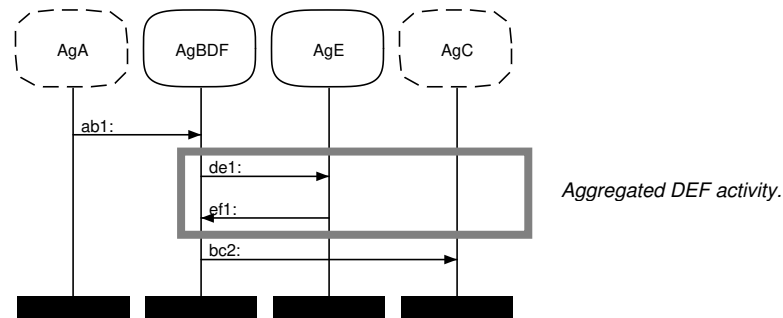 AgA AgBDF AgE AgC
ab1:
de1:
Aggregated DEF activity.
ef1:
bc2: